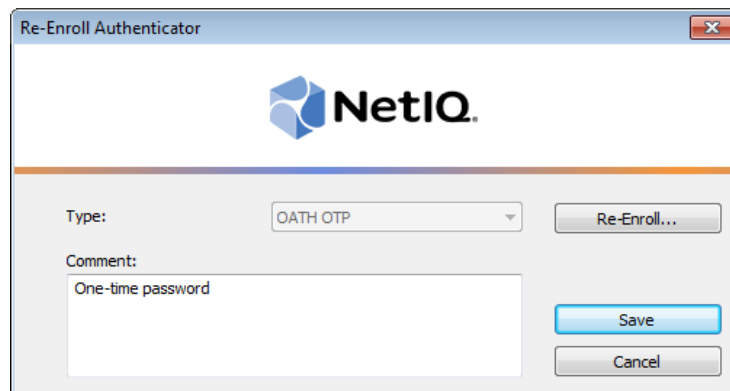 Re-Enroll Authenticator
NetIQ.
Type:
OATH OTP
Re-Enroll...
Comment:
One-time password
Save
Cancel